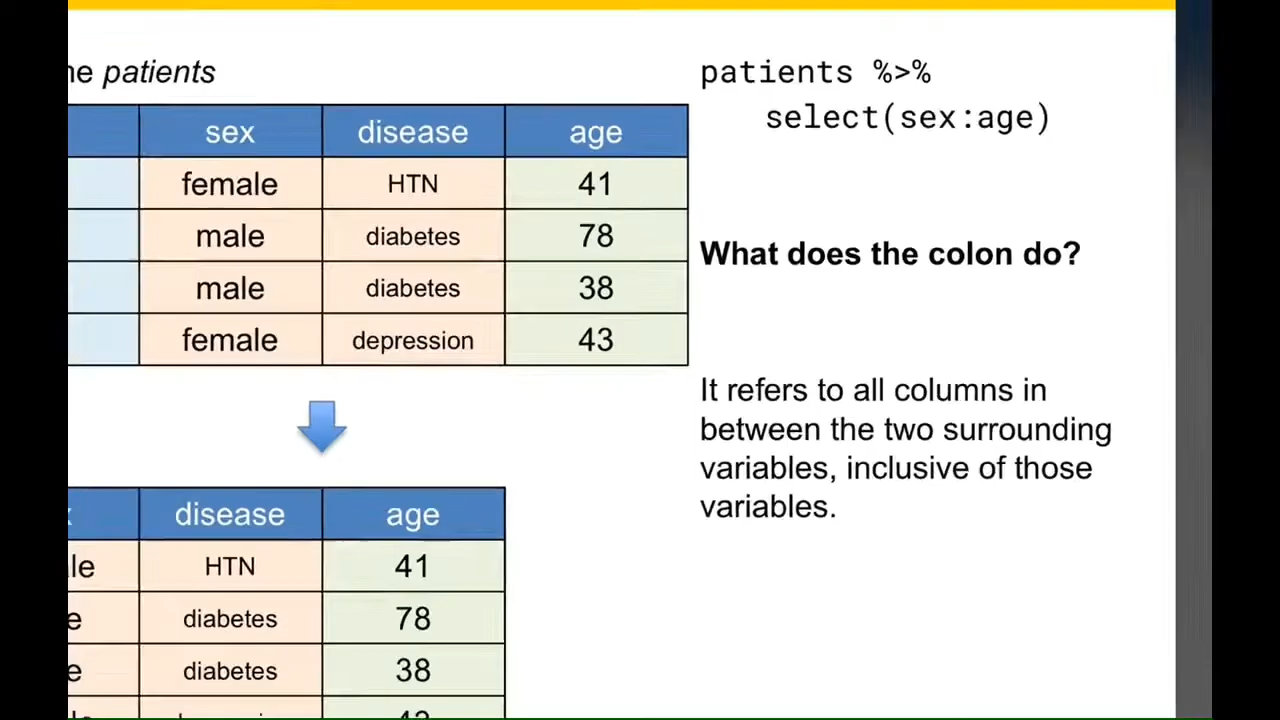 patients
sex disease age
female HTN 41
male diabetes 78
male diabetes 38
female depression 43
disease age
HTN 41
diabetes 78
diabetes 38
patients %>%
select(sex:age)
What does the colon do?
It refers to all columns in
between the two surrounding
variables, inclusive of those
variables.